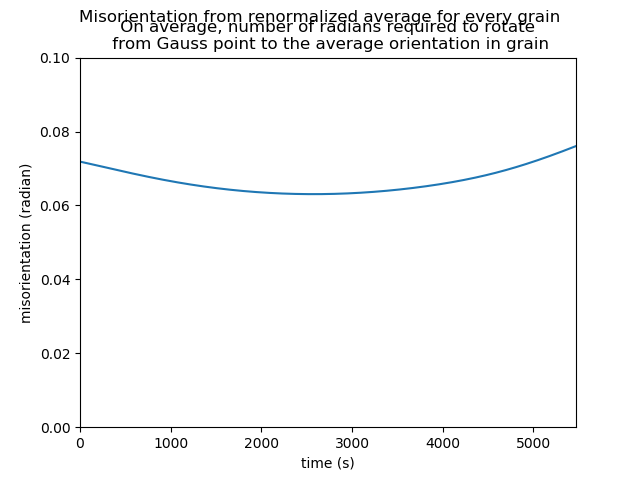 Misorientation from renormalized average for every grain
On average, number of radians required to rotate
from Gauss point to the average orientation in grain
0.10
0.08
0.06
0.04
0.02
0.00
misorientation (radian)
0 1000 2000 3000 4000 5000
time (s)